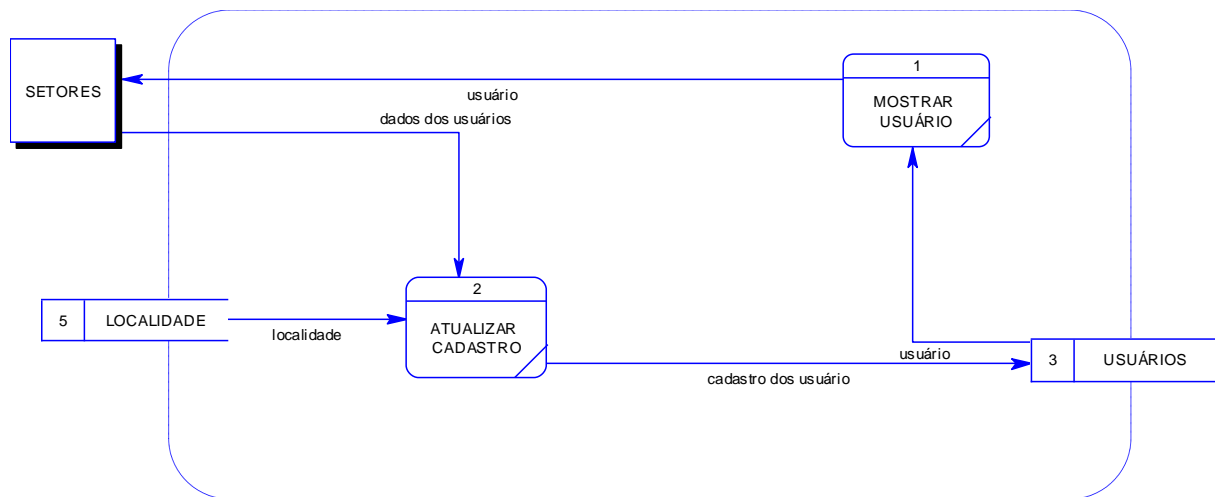 1
SETORES
MOSTRAR
USUÁRIO
usuário
dados dos usuários
2
5 LOCALIDADE
localidade
ATUALIZAR
CADASTRO
usuário
3 USUÁRIOS
cadastro dos usuário